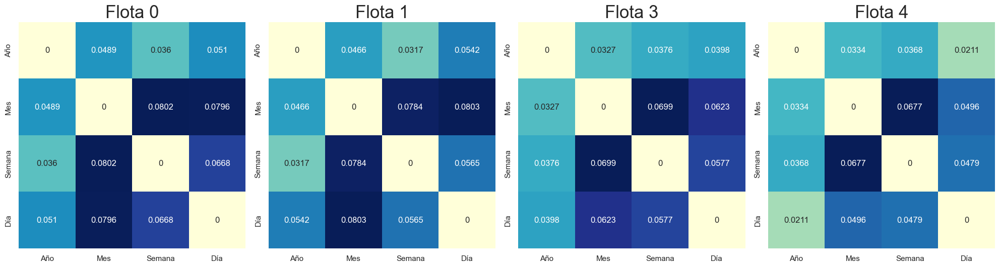 Flota 0
Año 0 0.0489 0.036 0.051
Mes 0.0489 0 0.0802 0.0796
Semana 0.036 0.0802 0 0.0668
Día 0.051 0.0796 0.0668 0
Año Mes Semana Día
Flota 1
Año 0 0.0466 0.0317 0.0542
Mes 0.0466 0 0.0784 0.0803
Semana 0.0317 0.0784 0 0.0565
Día 0.0542 0.0803 0.0565 0
Año Mes Semana Día
Flota 3
Año 0 0.0327 0.0376 0.0398
Mes 0.0327 0 0.0699 0.0623
Semana 0.0376 0.0699 0 0.0577
Día 0.0398 0.0623 0.0577 0
Año Mes Semana Día
Flota 4
Año 0 0.0334 0.0368 0.0211
Mes 0.0334 0 0.0677 0.0496
Semana 0.0368 0.0677 0 0.0479
Día 0.0211 0.0496 0.0479 0
Año Mes Semana Día